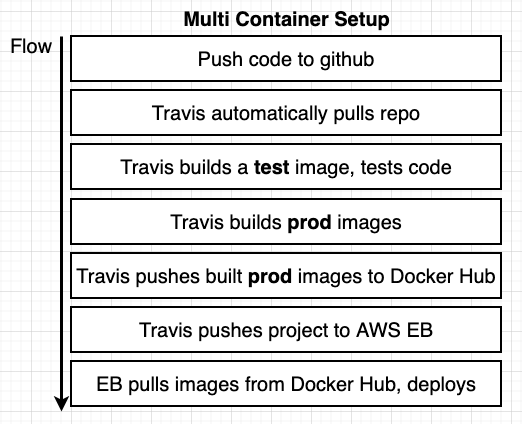 Multi Container Setup
Flow
Push code to github
Travis automatically pulls repo
Travis builds a test image, tests code
Travis builds prod images
Travis pushes built prod images to Docker Hub
Travis pushes project to AWS EB
EB pulls images from Docker Hub, deploys